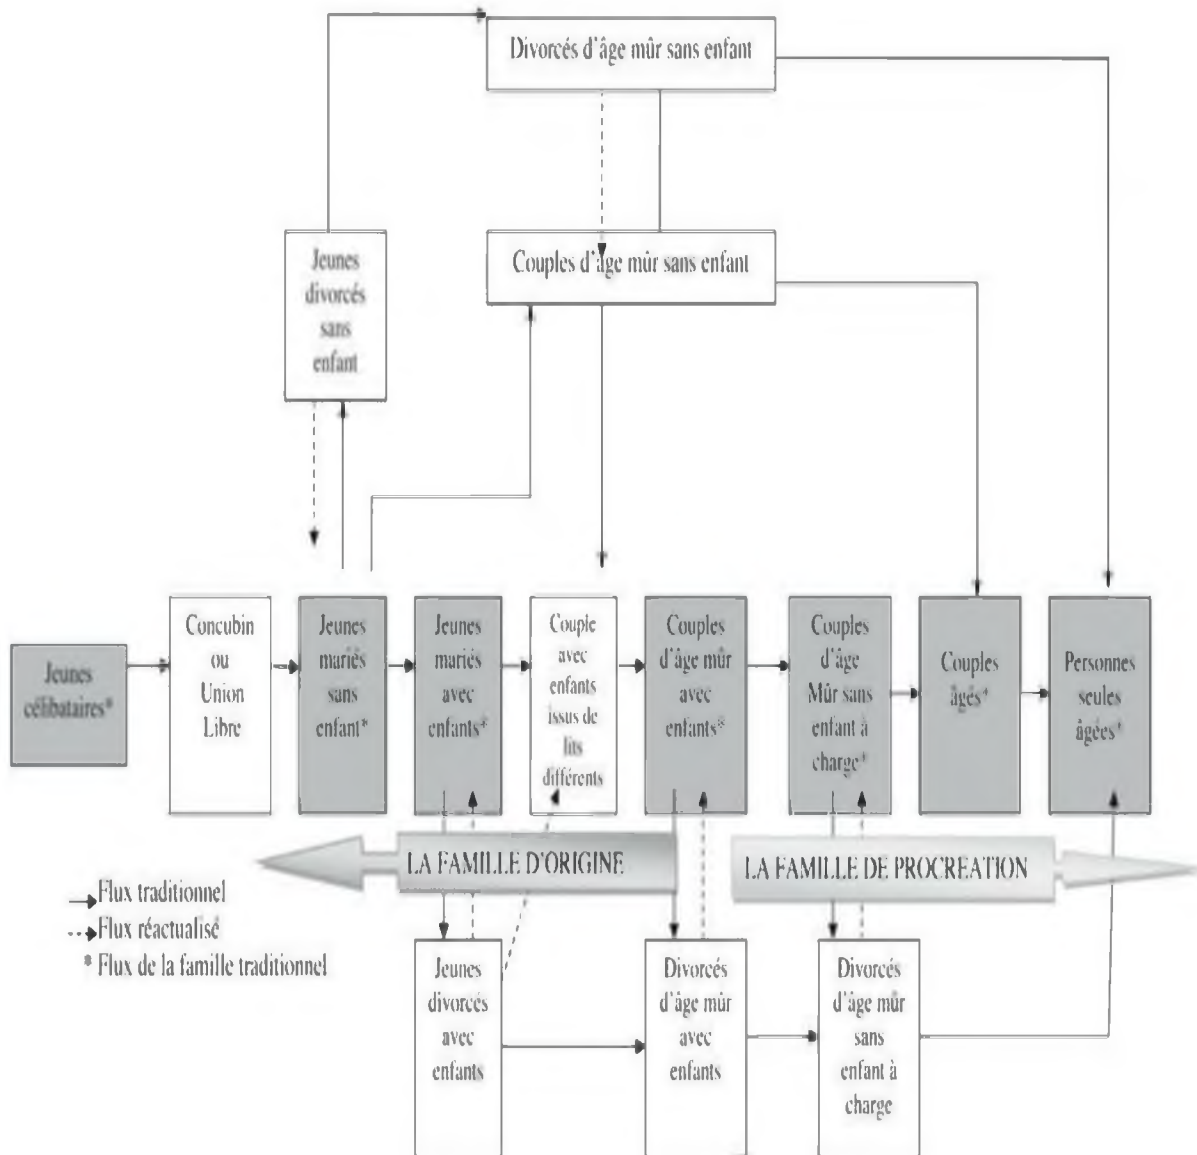 Divorcés d'âge mûr sans enfant
Jeunes
divorcés
sans
enfant
Couples d'âge mûr sans enfant
Jeunes
célibataires*
Concubin
ou
Union
Libre
Jeunes
mariés
sans
enfant*
Jeunes
mariés
avec
enfants*
Couple
avec
enfants
issus de
lits
différents
Couples
d'âge mûr
avec
enfants*
Couples
d'âge
Mûr sans
enfant à
charge*
Couples
âgés*
Personnes
seules
âgées*
LA FAMILLE D'ORIGINE
LA FAMILLE DE PROCREATION
Flux traditionnel
Flux réactualisé
* Flux de la famille traditionnel
Jeunes
divorcés
avec
enfants
Divorcés
d'âge mûr
avec
enfants
Divorcés
d'âge mûr
sans
enfant à
charge